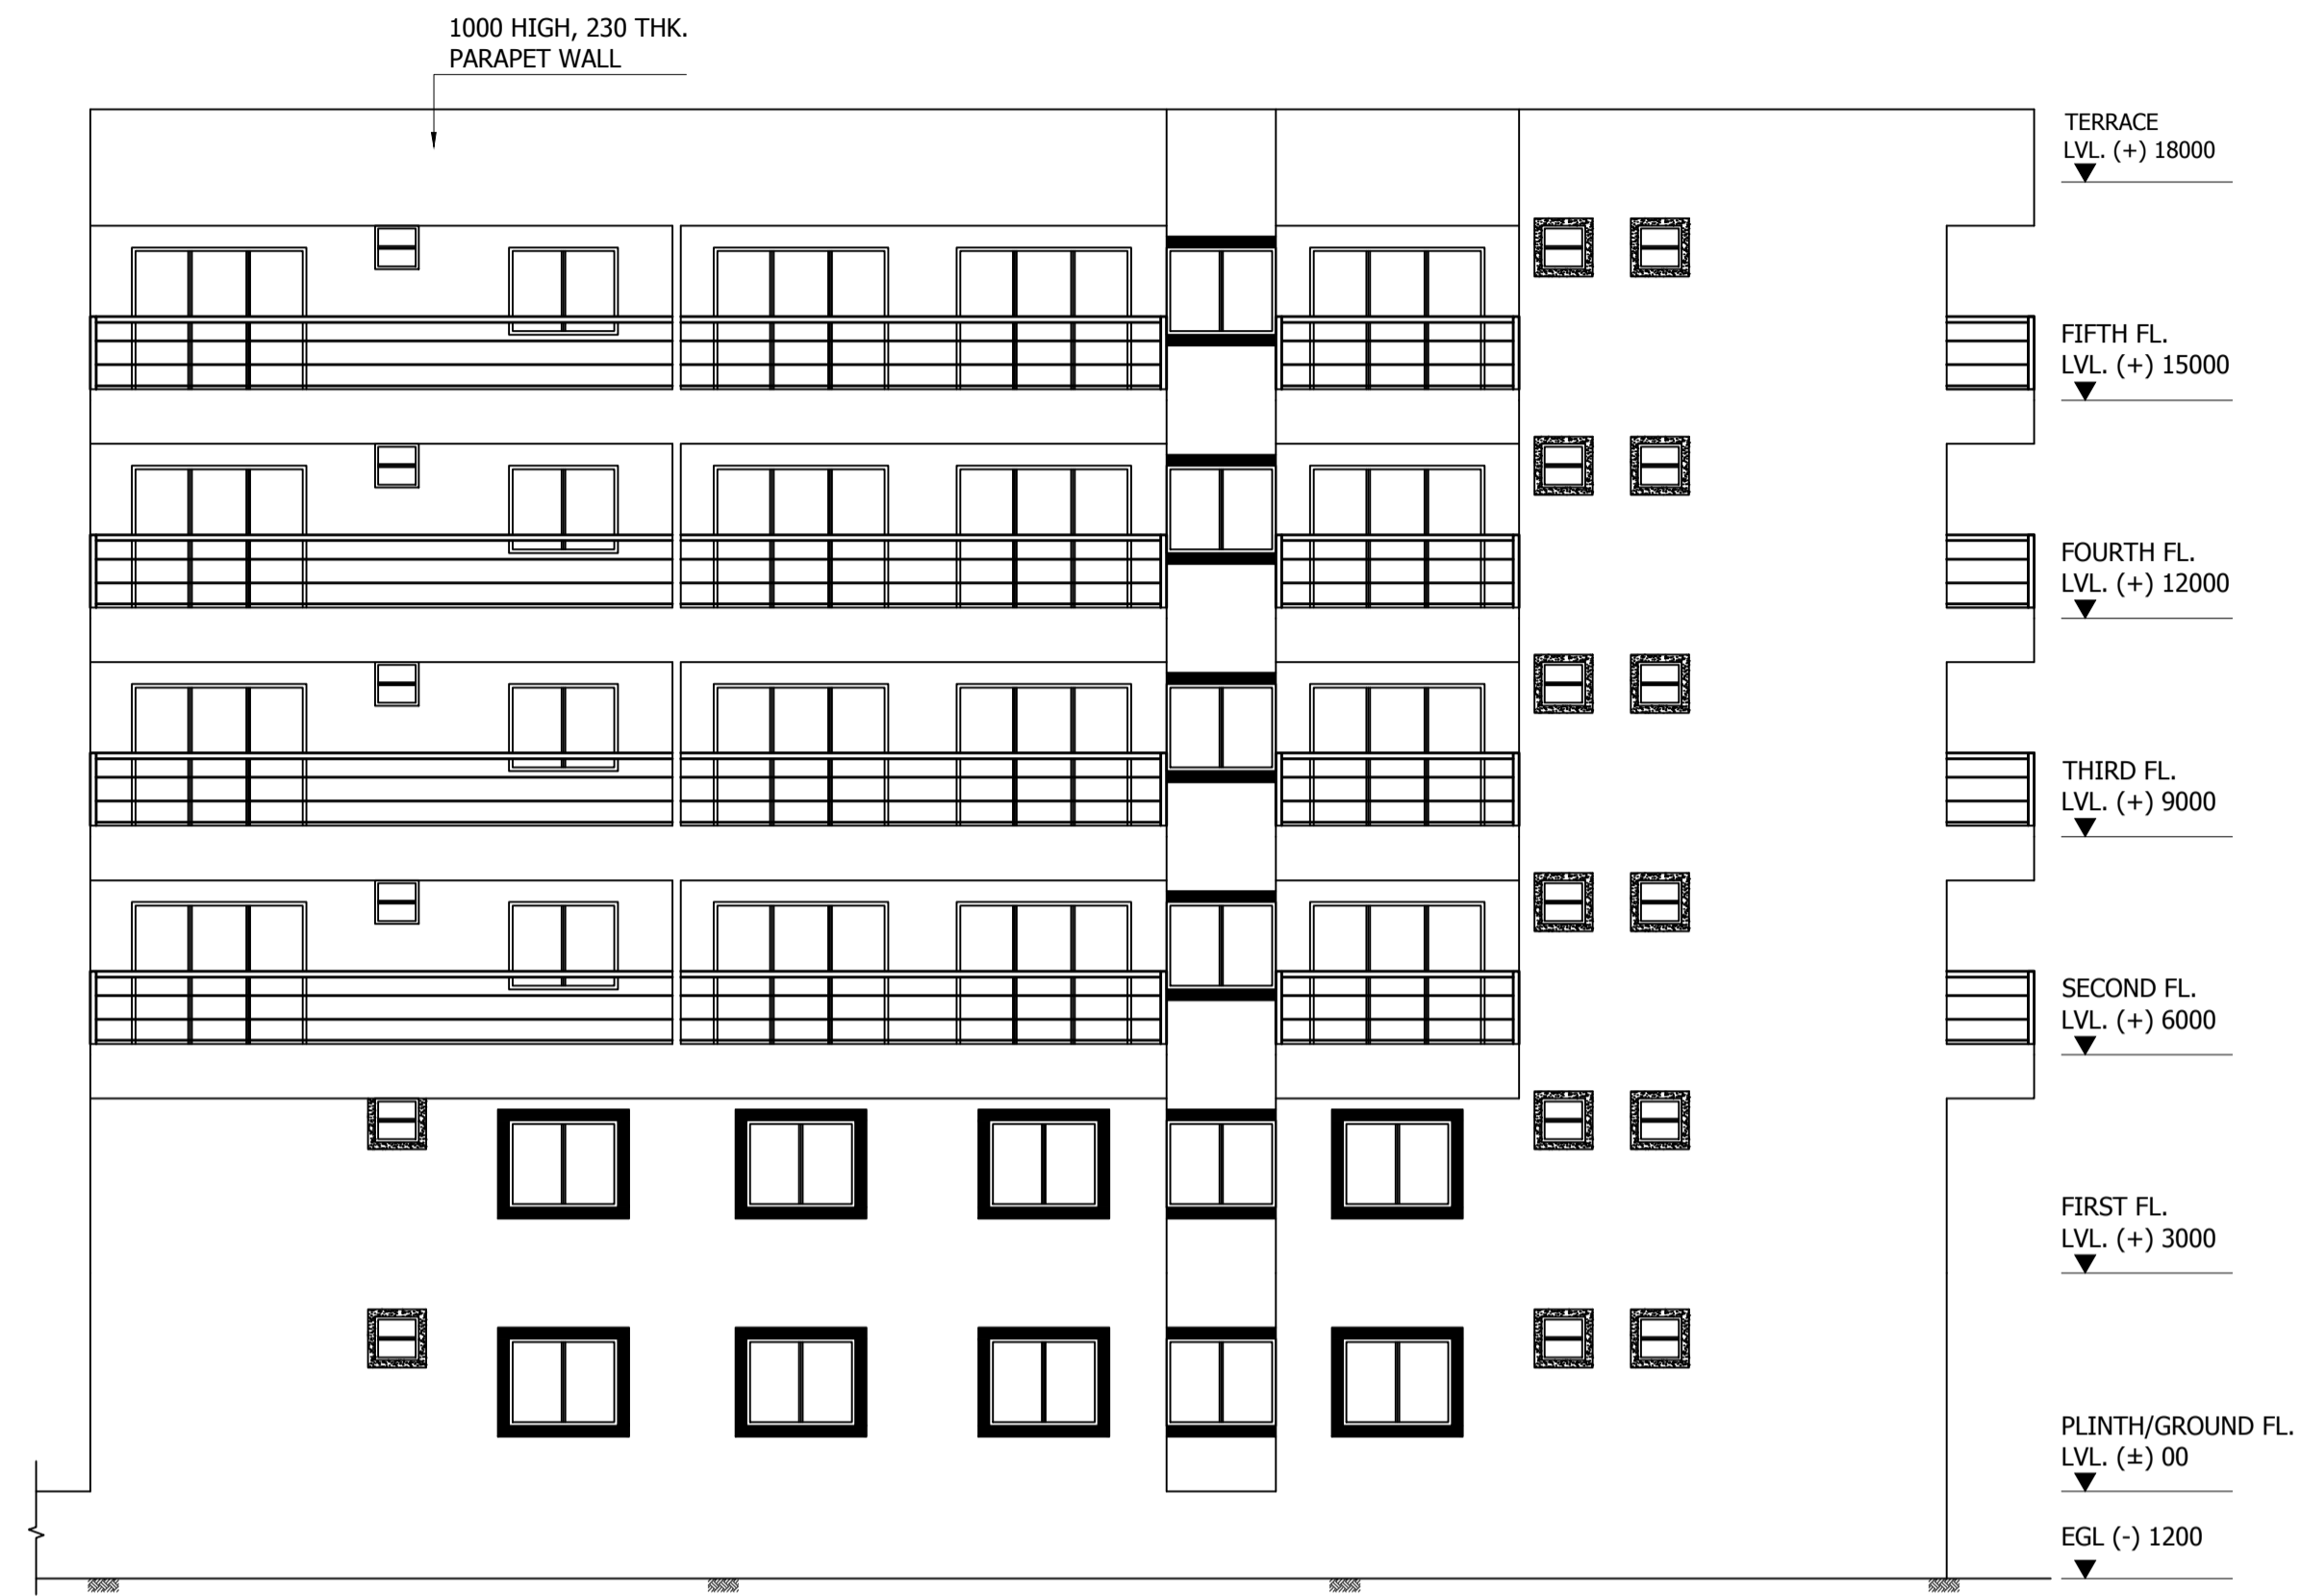 1000 HIGH, 230 THK.
PARAPET WALL
TERRACE
LVL. (+) 18000
FIFTH FL.
LVL. (+) 15000
FOURTH FL.
LVL. (+) 12000
THIRD FL.
LVL. (+) 9000
SECOND FL.
LVL. (+) 6000
FIRST FL.
LVL. (+) 3000
PLINTH/GROUND FL.
LVL. (±) 00
EGL (-) 1200